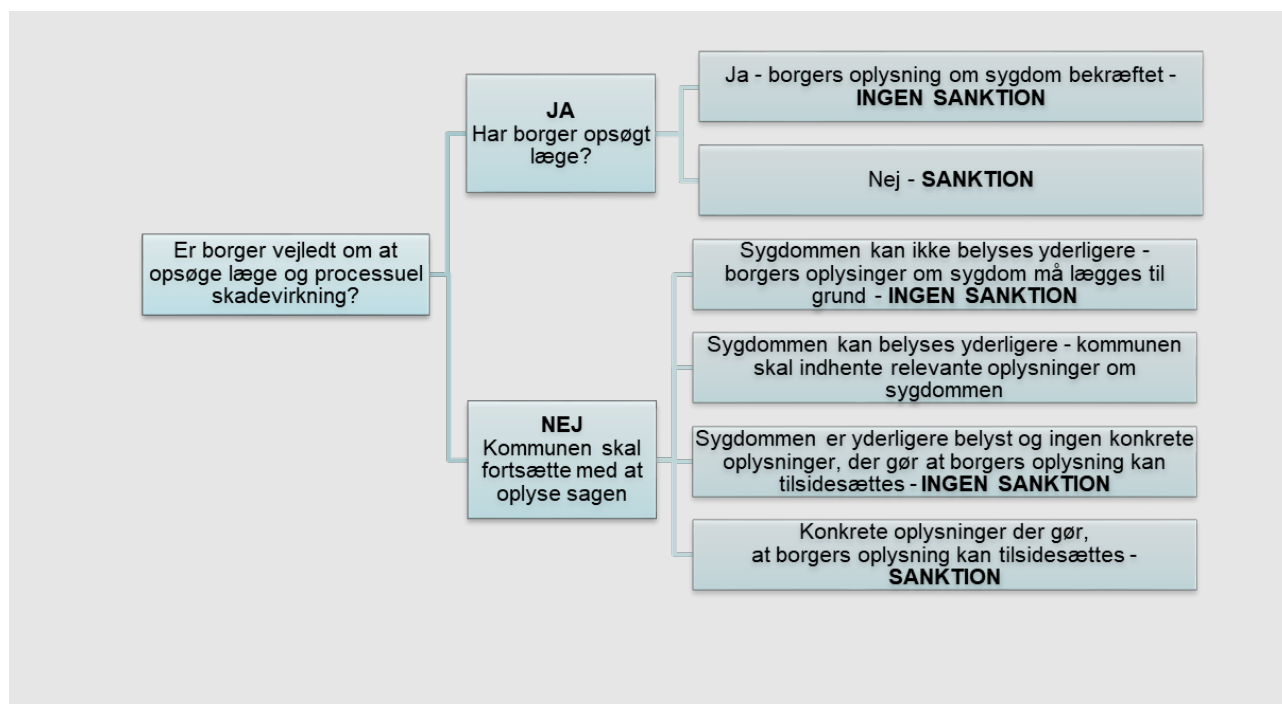 Er borger vejledt om at
opsøge læge og processuel
skadevirkning?
JA
Har borger opsøgt
læge?
Ja - borgers oplysning om sygdom bekræftet -
INGEN SANKTION
Nej - SANKTION
NEJ
Kommunen skal
fortsætte med at
oplyse sagen
Sygdommen kan ikke belyses yderligere -
borgers oplysinger om sygdom må lægges til
grund - INGEN SANKTION
Sygdommen kan belyses yderligere - kommunen
skal indhente relevante oplysninger om
sygdommen
Sygdommen er yderligere belyst og ingen konkrete
oplysninger, der gør at borgers oplysning kan
tilsidesættes - INGEN SANKTION
Konkrete oplysninger der gør,
at borgers oplysning kan tilsidesættes -
SANKTION